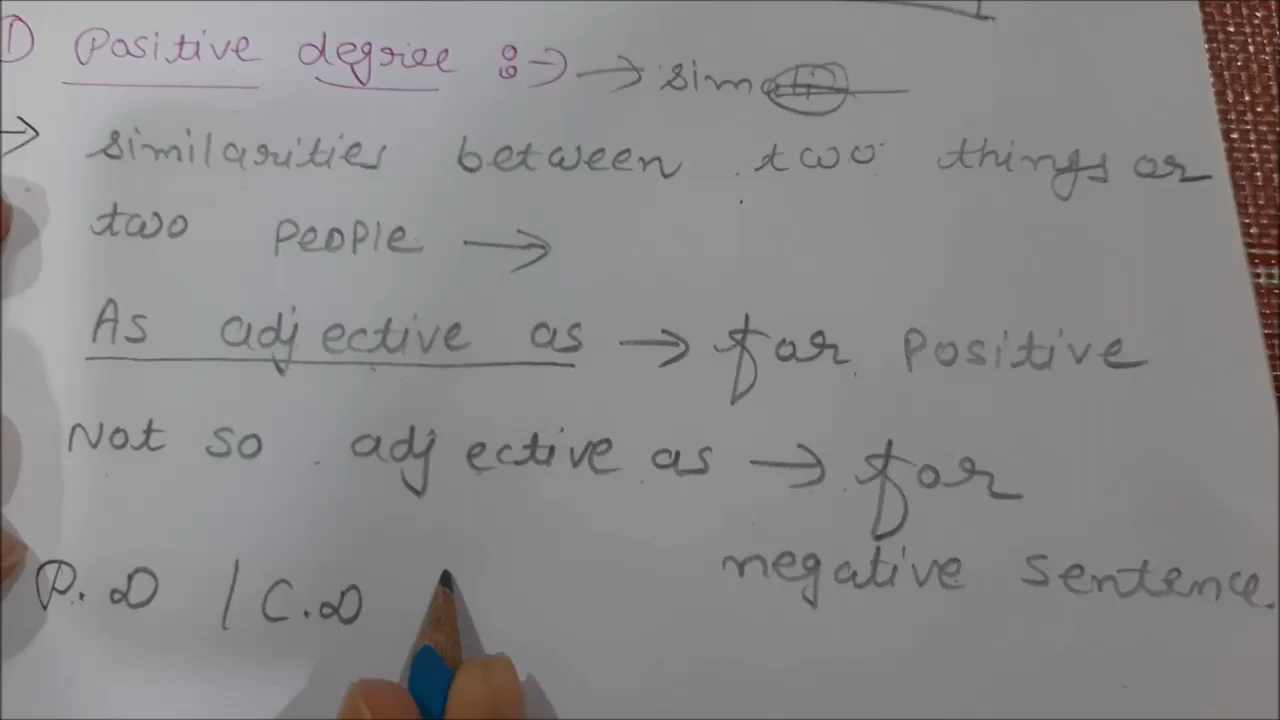 1) Positive degree :-) → sim
→ similarities between two things or
two people →
As adjective as → for positive
Not so adjective as → for
negative sentence.
P.D / C.D